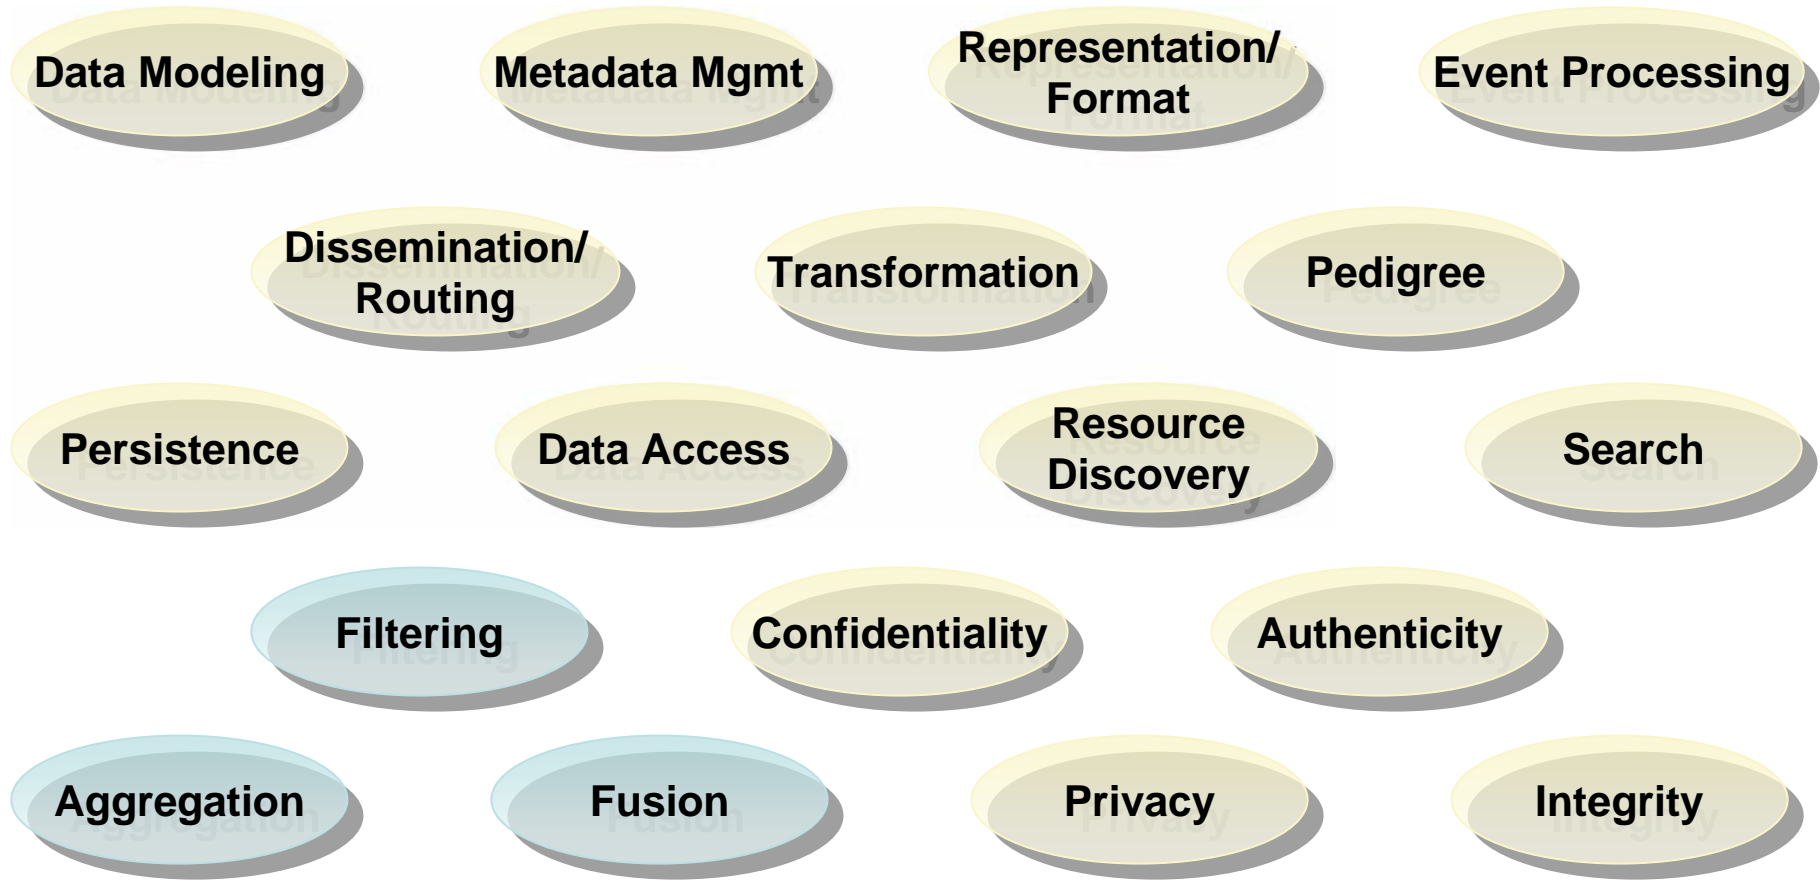 Data Modeling
Metadata Mgmt
Representation/
Format
Event Processing
Dissemination/
Routing
Transformation
Pedigree
Persistence
Data Access
Resource
Discovery
Search
Filtering
Confidentiality
Authenticity
Aggregation
Fusion
Privacy
Integrity